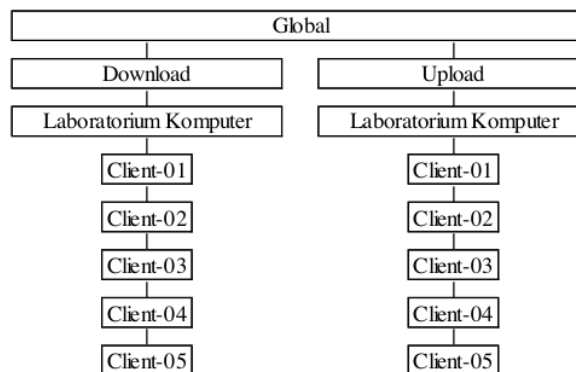 Global
Download
Upload
Laboratorium Komputer
Laboratorium Komputer
Client-01
Client-01
Client-02
Client-02
Client-03
Client-03
Client-04
Client-04
Client-05
Client-05